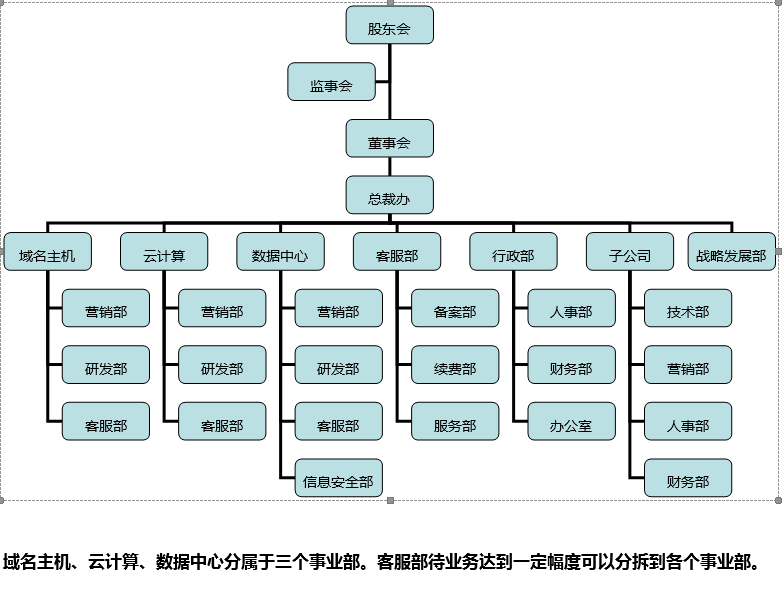 股东会
监事会
董事会
总裁办
域名主机 云计算 数据中心 客服部 行政部 子公司 战略发展部
营销部 营销部 营销部 备案部 人事部 技术部
研发部 研发部 研发部 续费部 财务部 营销部
客服部 客服部 客服部 服务部 办公室 人事部
信息安全部 财务部
域名主机、云计算、数据中心分属于三个事业部。客服部待业务达到一定幅度可以分拆到各个事业部。